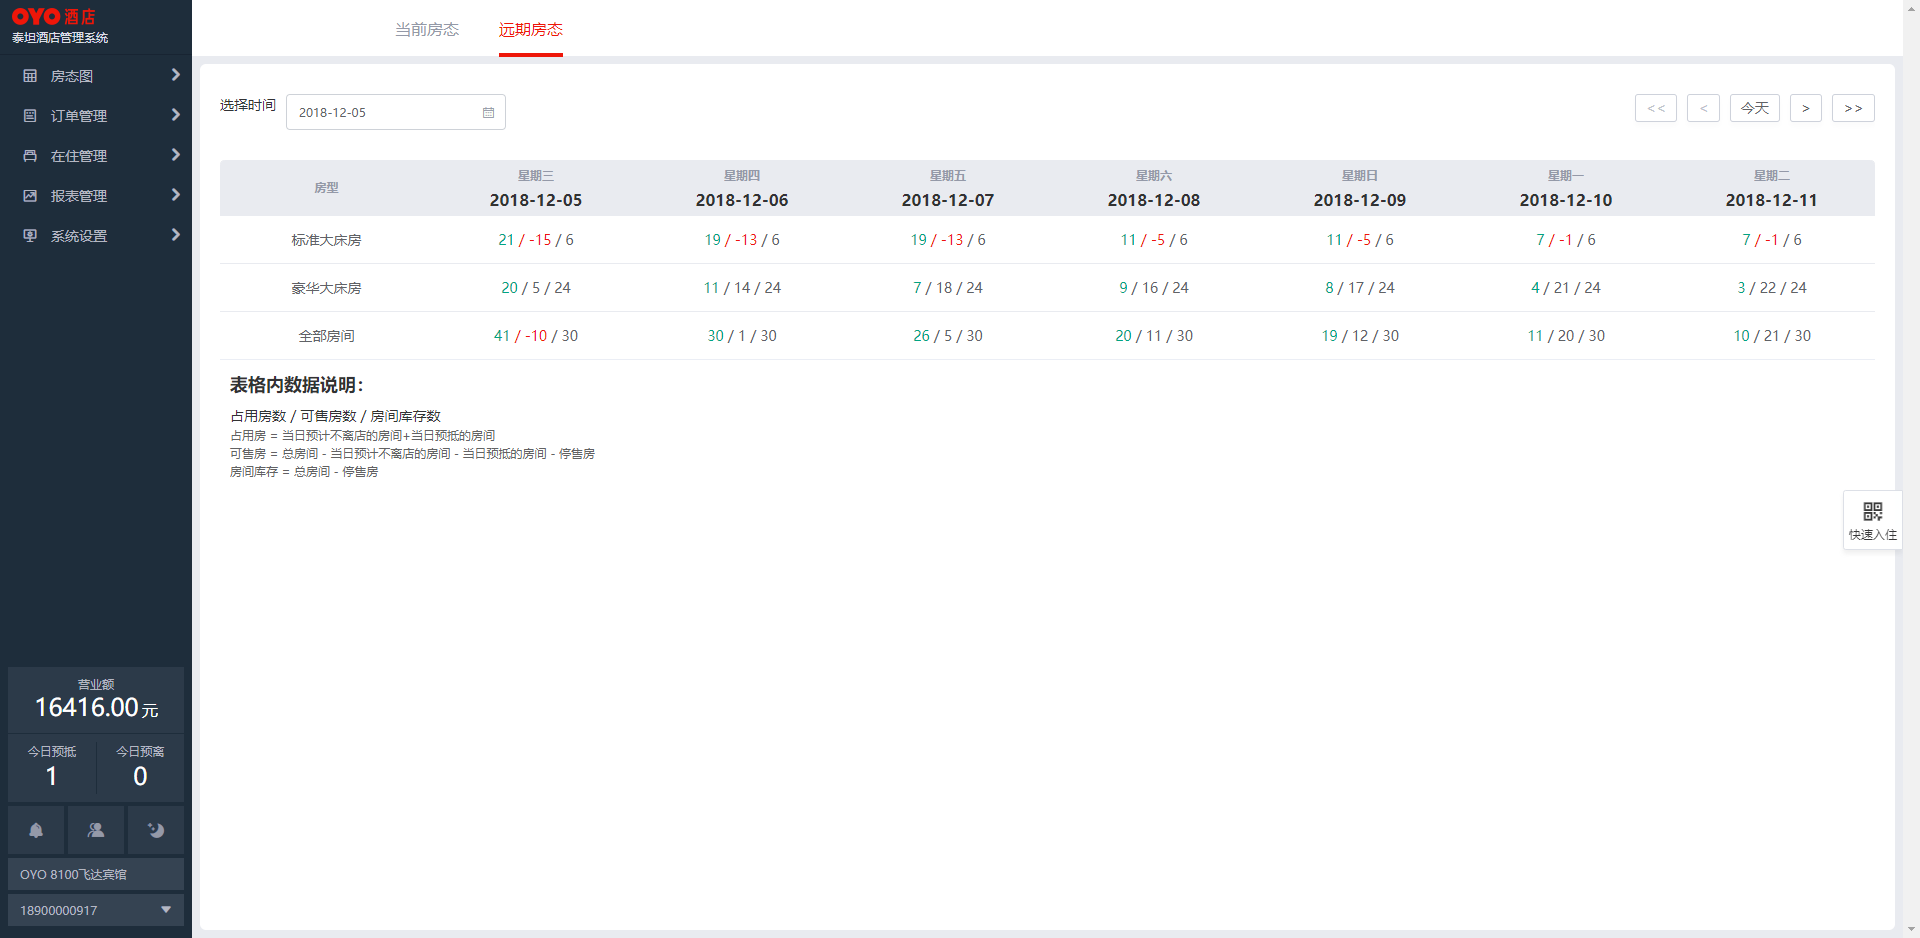 OYO 酒店
泰坦酒店管理系统
房态图
订单管理
在住管理
报表管理
系统设置
营业额
16416.00元
今日预抵 今日预离
1 0
OYO 8100飞达宾馆
18900000917
当前房态 远期房态
选择时间 2018-12-05 << < 今天 > >>
房型 星期三 星期四 星期五 星期六 星期日 星期一 星期二
2018-12-05 2018-12-06 2018-12-07 2018-12-08 2018-12-09 2018-12-10 2018-12-11
标准大床房 21 / -15 / 6 19 / -13 / 6 19 / -13 / 6 11 / -5 / 6 11 / -5 / 6 7 / -1 / 6 7 / -1 / 6
豪华大床房 20 / 5 / 24 11 / 14 / 24 7 / 18 / 24 9 / 16 / 24 8 / 17 / 24 4 / 21 / 24 3 / 22 / 24
全部房间 41 / -10 / 30 30 / 1 / 30 26 / 5 / 30 20 / 11 / 30 19 / 12 / 30 11 / 20 / 30 10 / 21 / 30
表格内数据说明：
占用房数 / 可售房数 / 房间库存数
占用房 = 当日预计不离店的房间+当日预抵的房间
可售房 = 总房间 - 当日预计不离店的房间 - 当日预抵的房间 - 停售房
房间库存 = 总房间 - 停售房
快速入住